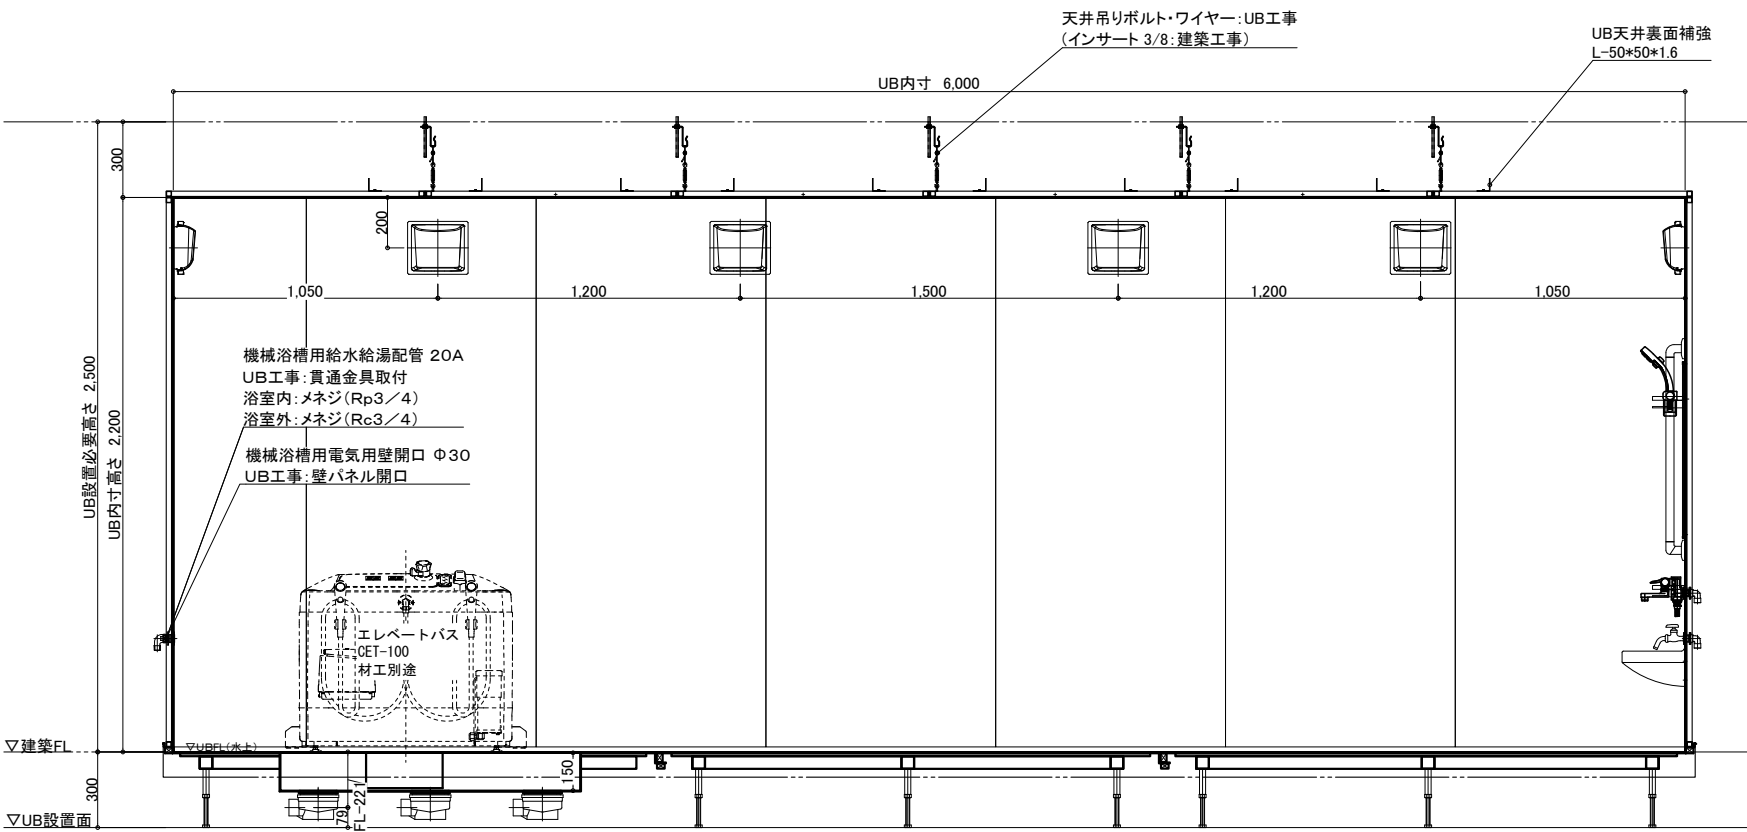 天井吊りボルト・ワイヤー：UB工事
(インサート 3/8：建築工事)
UB天井裏面補強
L-50*50*1.6
UB内寸 6,000
300
200
1,050
1,200
1,500
1,200
1,050
UB設置必要高さ 2,500
UB内寸高さ 2,200
機械浴槽用給水給湯配管 20A
UB工事：貫通金具取付
浴室内：メネジ(Rp3／4)
浴室外：メネジ(Rc3／4)
機械浴槽用電気用壁開口 Φ30
UB工事：壁パネル開口
エレベートバス
CET-100
材工別途
▽建築FL
▽UBFL(水上)
300
150
79
FL-221
▽UB設置面